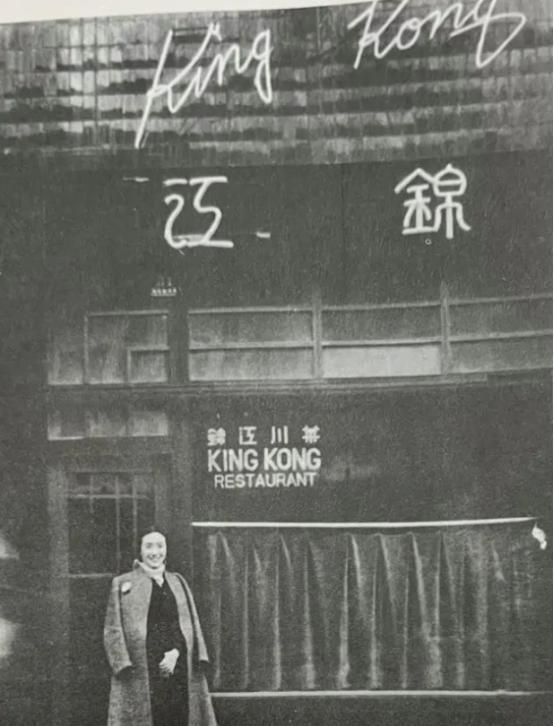 King Kong
錦江
錦江川菜
KING KONG
RESTAURANT